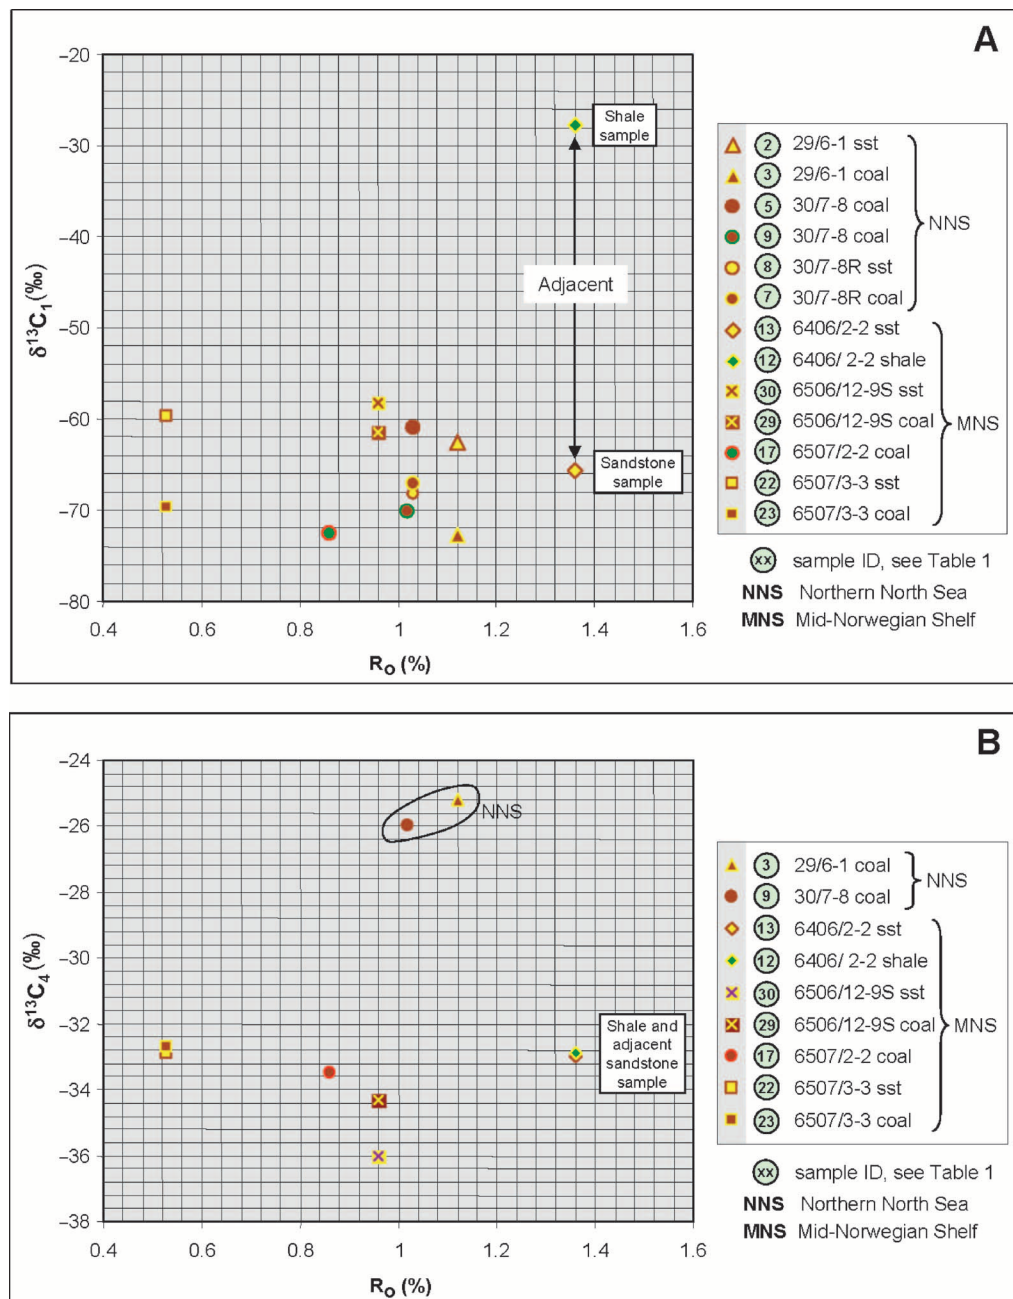 A
−20
−30
−40
−50
−60
−70
−80
δ¹³C₁ (‰)
0.4 0.6 0.8 1 1.2 1.4 1.6
Rₒ (%)
Shale
sample
Adjacent
Sandstone
sample
2 29/6-1 sst
3 29/6-1 coal
5 30/7-8 coal
9 30/7-8 coal
8 30/7-8R sst
7 30/7-8R coal
NNS
13 6406/2-2 sst
12 6406/ 2-2 shale
30 6506/12-9S sst
29 6506/12-9S coal
17 6507/2-2 coal
22 6507/3-3 sst
23 6507/3-3 coal
MNS
xx sample ID, see Table 1
NNS Northern North Sea
MNS Mid-Norwegian Shelf
B
−24
−26
−28
−30
−32
−34
−36
−38
δ¹³C₄ (‰)
0.4 0.6 0.8 1 1.2 1.4 1.6
Rₒ (%)
NNS
Shale and
adjacent
sandstone
sample
3 29/6-1 coal
9 30/7-8 coal
NNS
13 6406/2-2 sst
12 6406/ 2-2 shale
30 6506/12-9S sst
29 6506/12-9S coal
17 6507/2-2 coal
22 6507/3-3 sst
23 6507/3-3 coal
MNS
xx sample ID, see Table 1
NNS Northern North Sea
MNS Mid-Norwegian Shelf